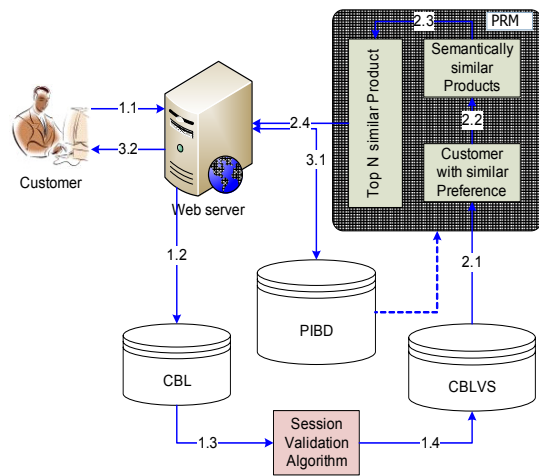 PRM
2.3
Top N similar Product
Semantically
similar
Products
2.2
Customer
with similar
Preference
1.1
3.2
2.4
3.1
Customer
Web server
1.2
2.1
PIBD
CBL
CBLVS
1.3
Session
Validation
Algorithm
1.4